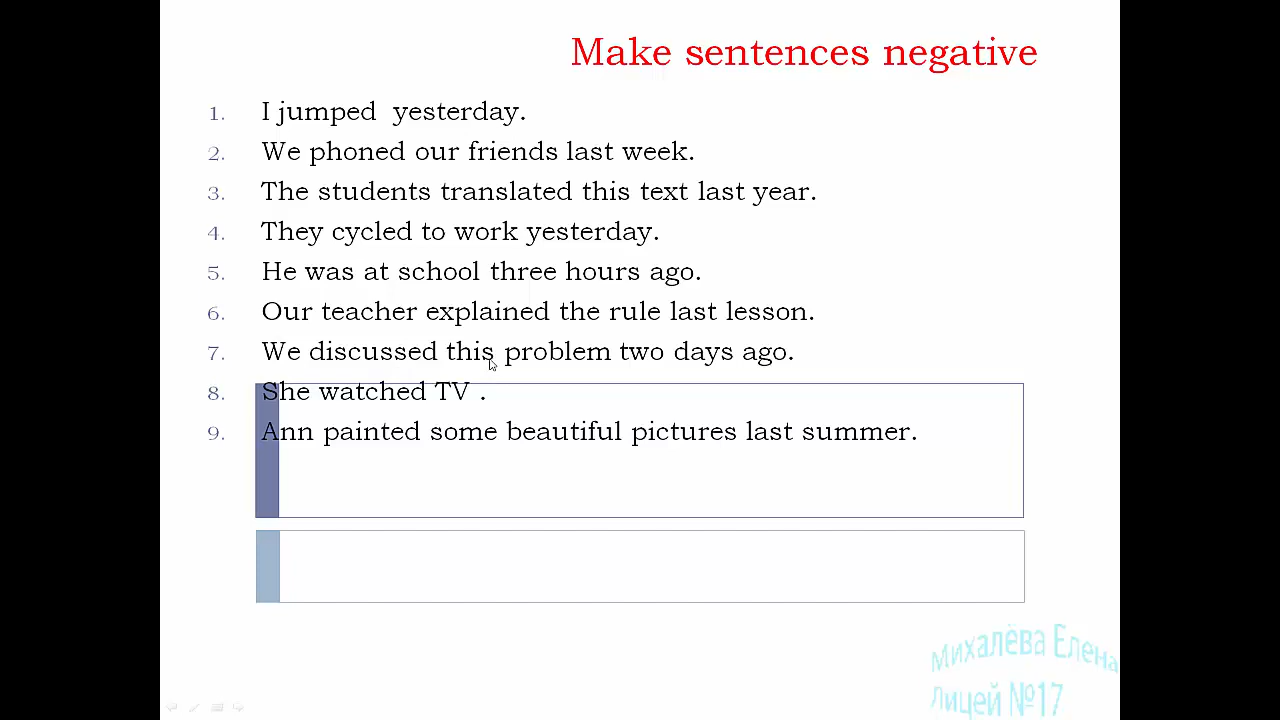 Make sentences negative
1. I jumped yesterday.
2. We phoned our friends last week.
3. The students translated this text last year.
4. They cycled to work yesterday.
5. He was at school three hours ago.
6. Our teacher explained the rule last lesson.
7. We discussed this problem two days ago.
8. She watched TV .
9. Ann painted some beautiful pictures last summer.
Михалёва Елена
Лицей №17